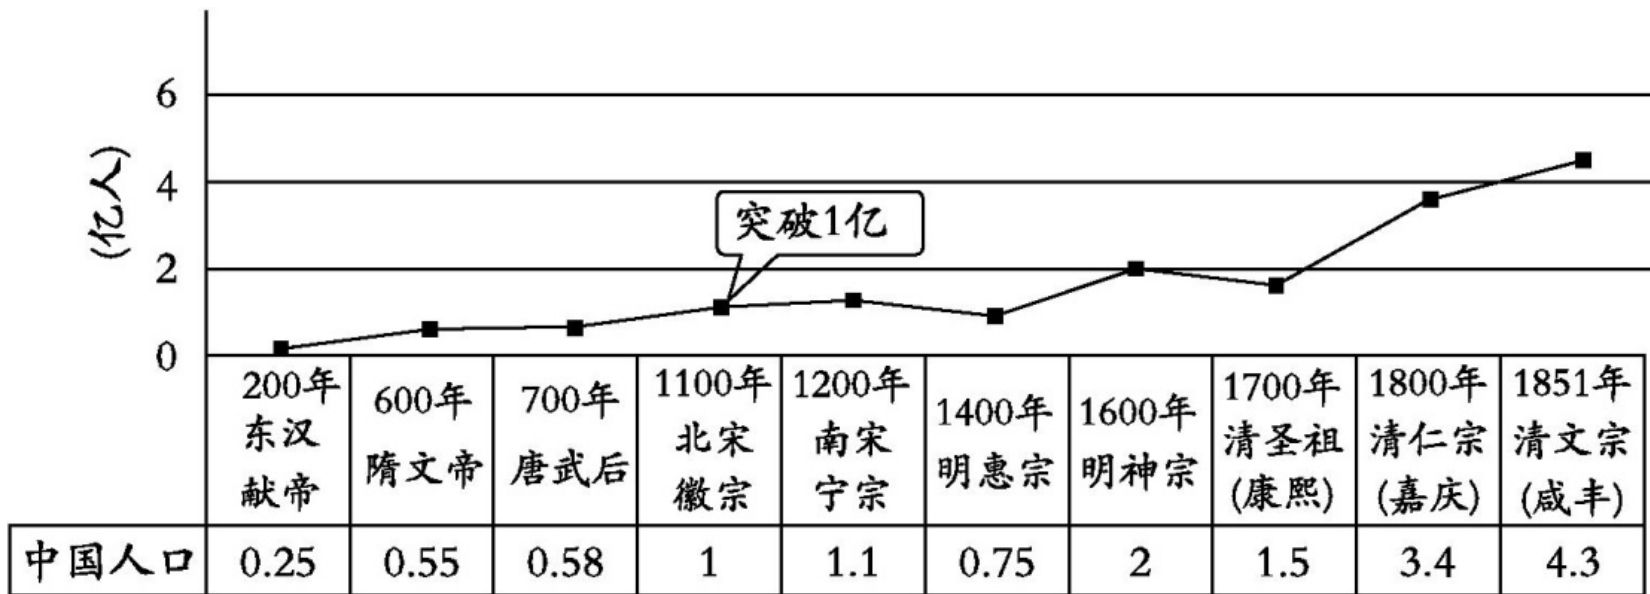 6
(亿人)
4
突破1亿
2
0
200年 东汉 献帝
600年 隋文帝
700年 唐武后
1100年 北宋 徽宗
1200年 南宋 宁宗
1400年 明惠宗
1600年 明神宗
1700年 清圣祖 (康熙)
1800年 清仁宗 (嘉庆)
1851年 清文宗 (咸丰)
中国人口 0.25 0.55 0.58 1 1.1 0.75 2 1.5 3.4 4.3